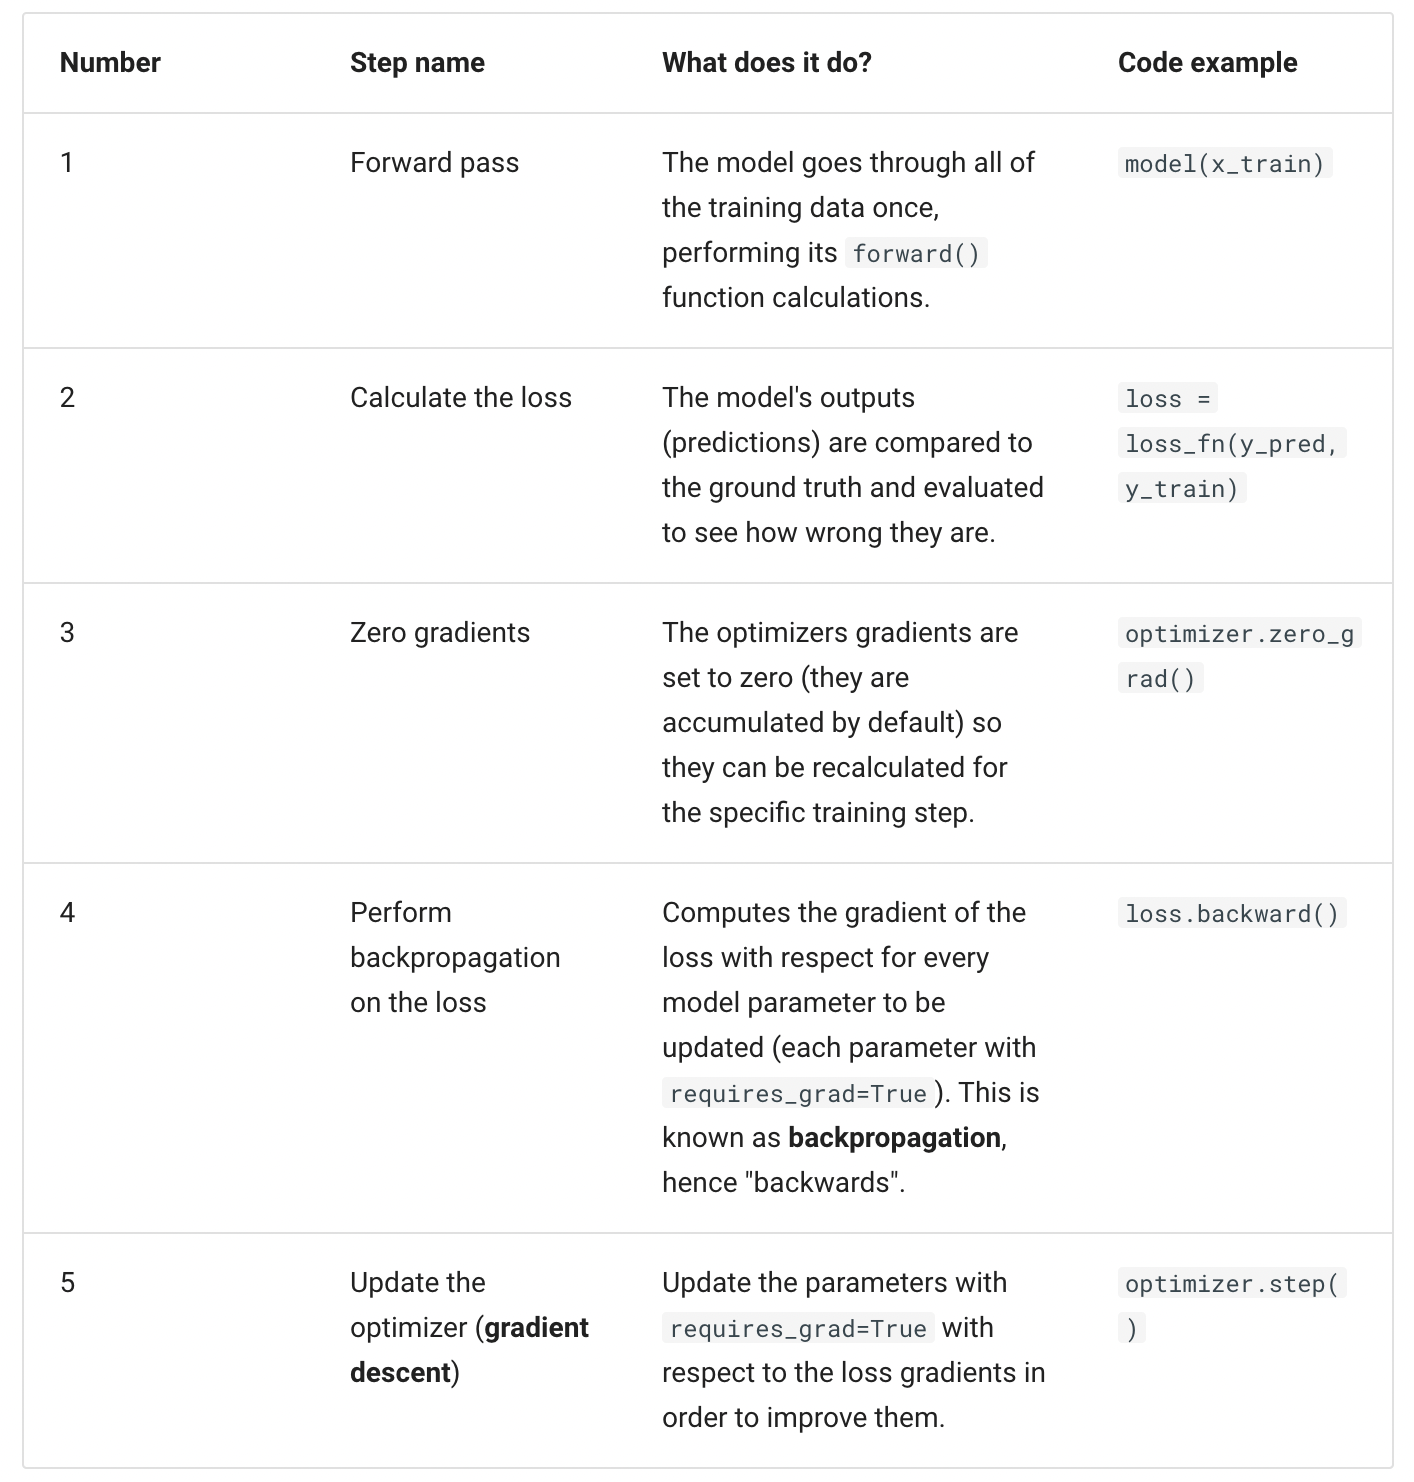 Number Step name What does it do? Code example
1 Forward pass The model goes through all of model(x_train)
the training data once,
performing its forward()
function calculations.
2 Calculate the loss The model's outputs loss =
(predictions) are compared to loss_fn(y_pred,
the ground truth and evaluated y_train)
to see how wrong they are.
3 Zero gradients The optimizers gradients are optimizer.zero_g
set to zero (they are rad()
accumulated by default) so
they can be recalculated for
the specific training step.
4 Perform Computes the gradient of the loss.backward()
backpropagation loss with respect for every
on the loss model parameter to be
updated (each parameter with
requires_grad=True). This is
known as backpropagation,
hence "backwards".
5 Update the Update the parameters with optimizer.step(
optimizer (gradient requires_grad=True with )
descent) respect to the loss gradients in
order to improve them.